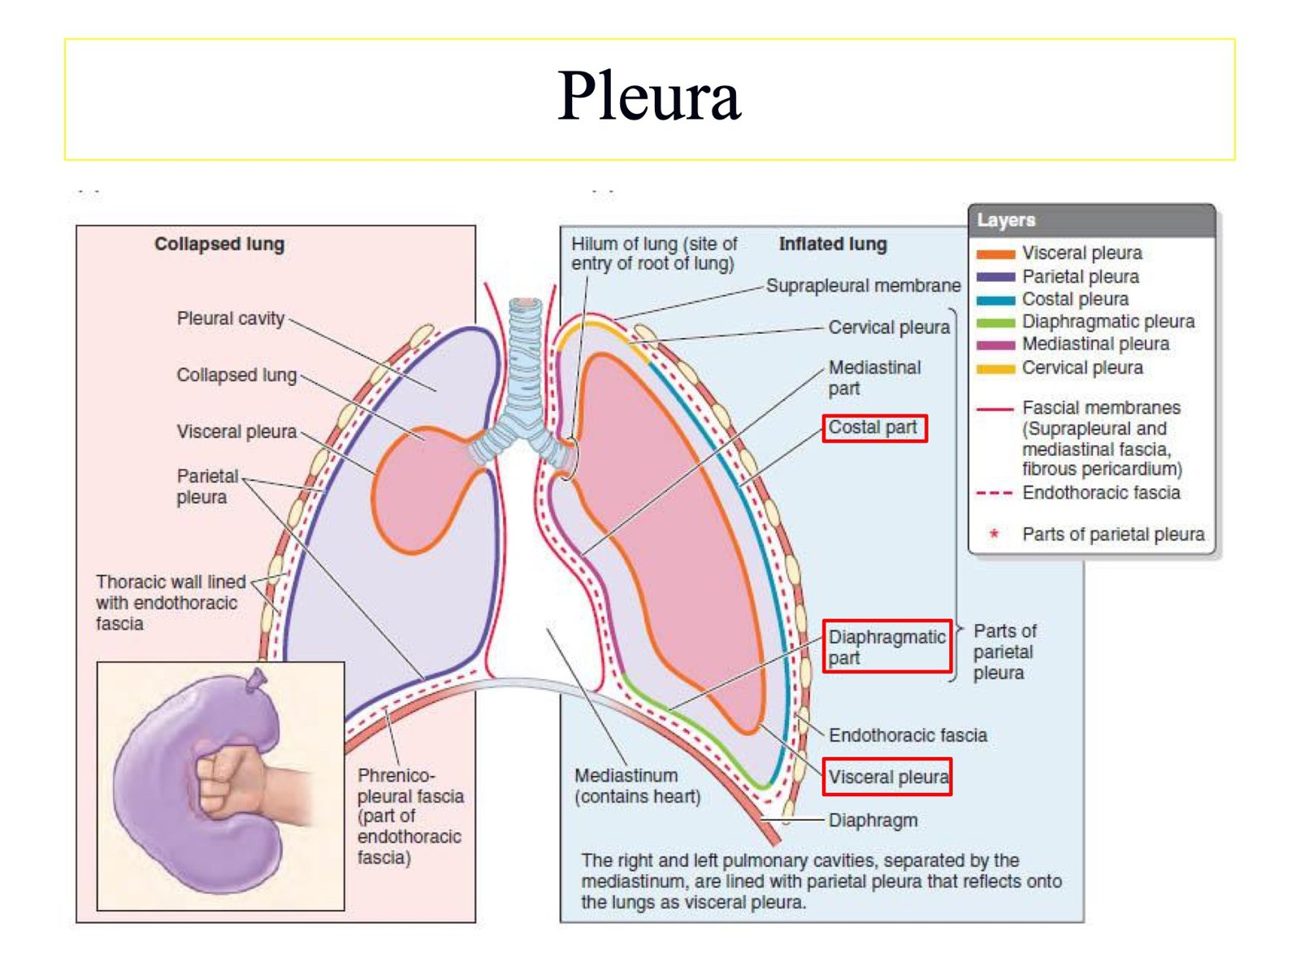 Pleura
Collapsed lung
Pleural cavity
Collapsed lung
Visceral pleura
Parietal
pleura
Thoracic wall lined
with endothoracic
fascia
Phrenico-
pleural fascia
(part of
endothoracic
fascia)
Hilum of lung (site of
entry of root of lung)
Inflated lung
Suprapleural membrane
Cervical pleura
Mediastinal
part
Costal part
Diaphragmatic
part
Parts of
parietal
pleura
Endothoracic fascia
Visceral pleura
Diaphragm
Mediastinum
(contains heart)
The right and left pulmonary cavities, separated by the
mediastinum, are lined with parietal pleura that reflects onto
the lungs as visceral pleura.
Layers
Visceral pleura
Parietal pleura
Costal pleura
Diaphragmatic pleura
Mediastinal pleura
Cervical pleura
Fascial membranes
(Suprapleural and
mediastinal fascia,
fibrous pericardium)
Endothoracic fascia
* Parts of parietal pleura